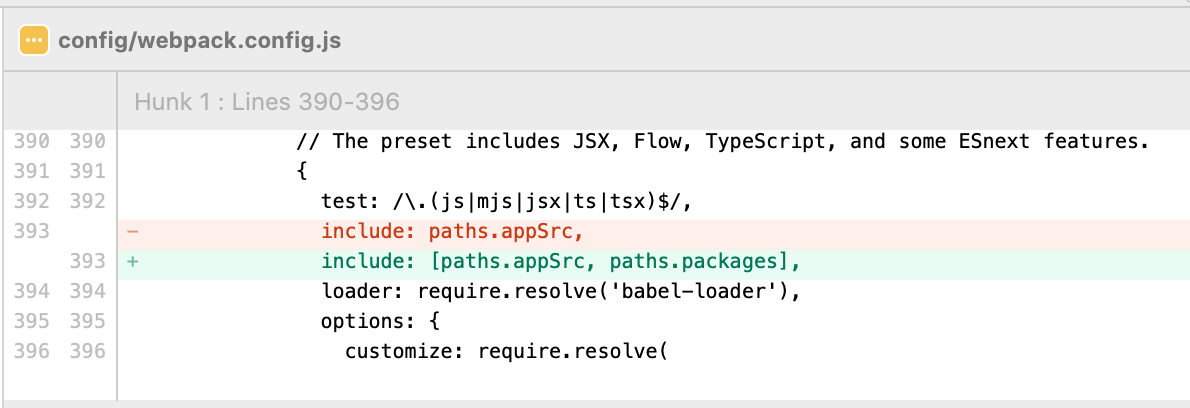 config/webpack.config.js
Hunk 1 : Lines 390-396
390 390 // The preset includes JSX, Flow, TypeScript, and some ESnext features.
391 391 {
392 392 test: /\.(js|mjs|jsx|ts|tsx)$/,
393 − include: paths.appSrc,
393 + include: [paths.appSrc, paths.packages],
394 394 loader: require.resolve('babel-loader'),
395 395 options: {
396 396 customize: require.resolve(